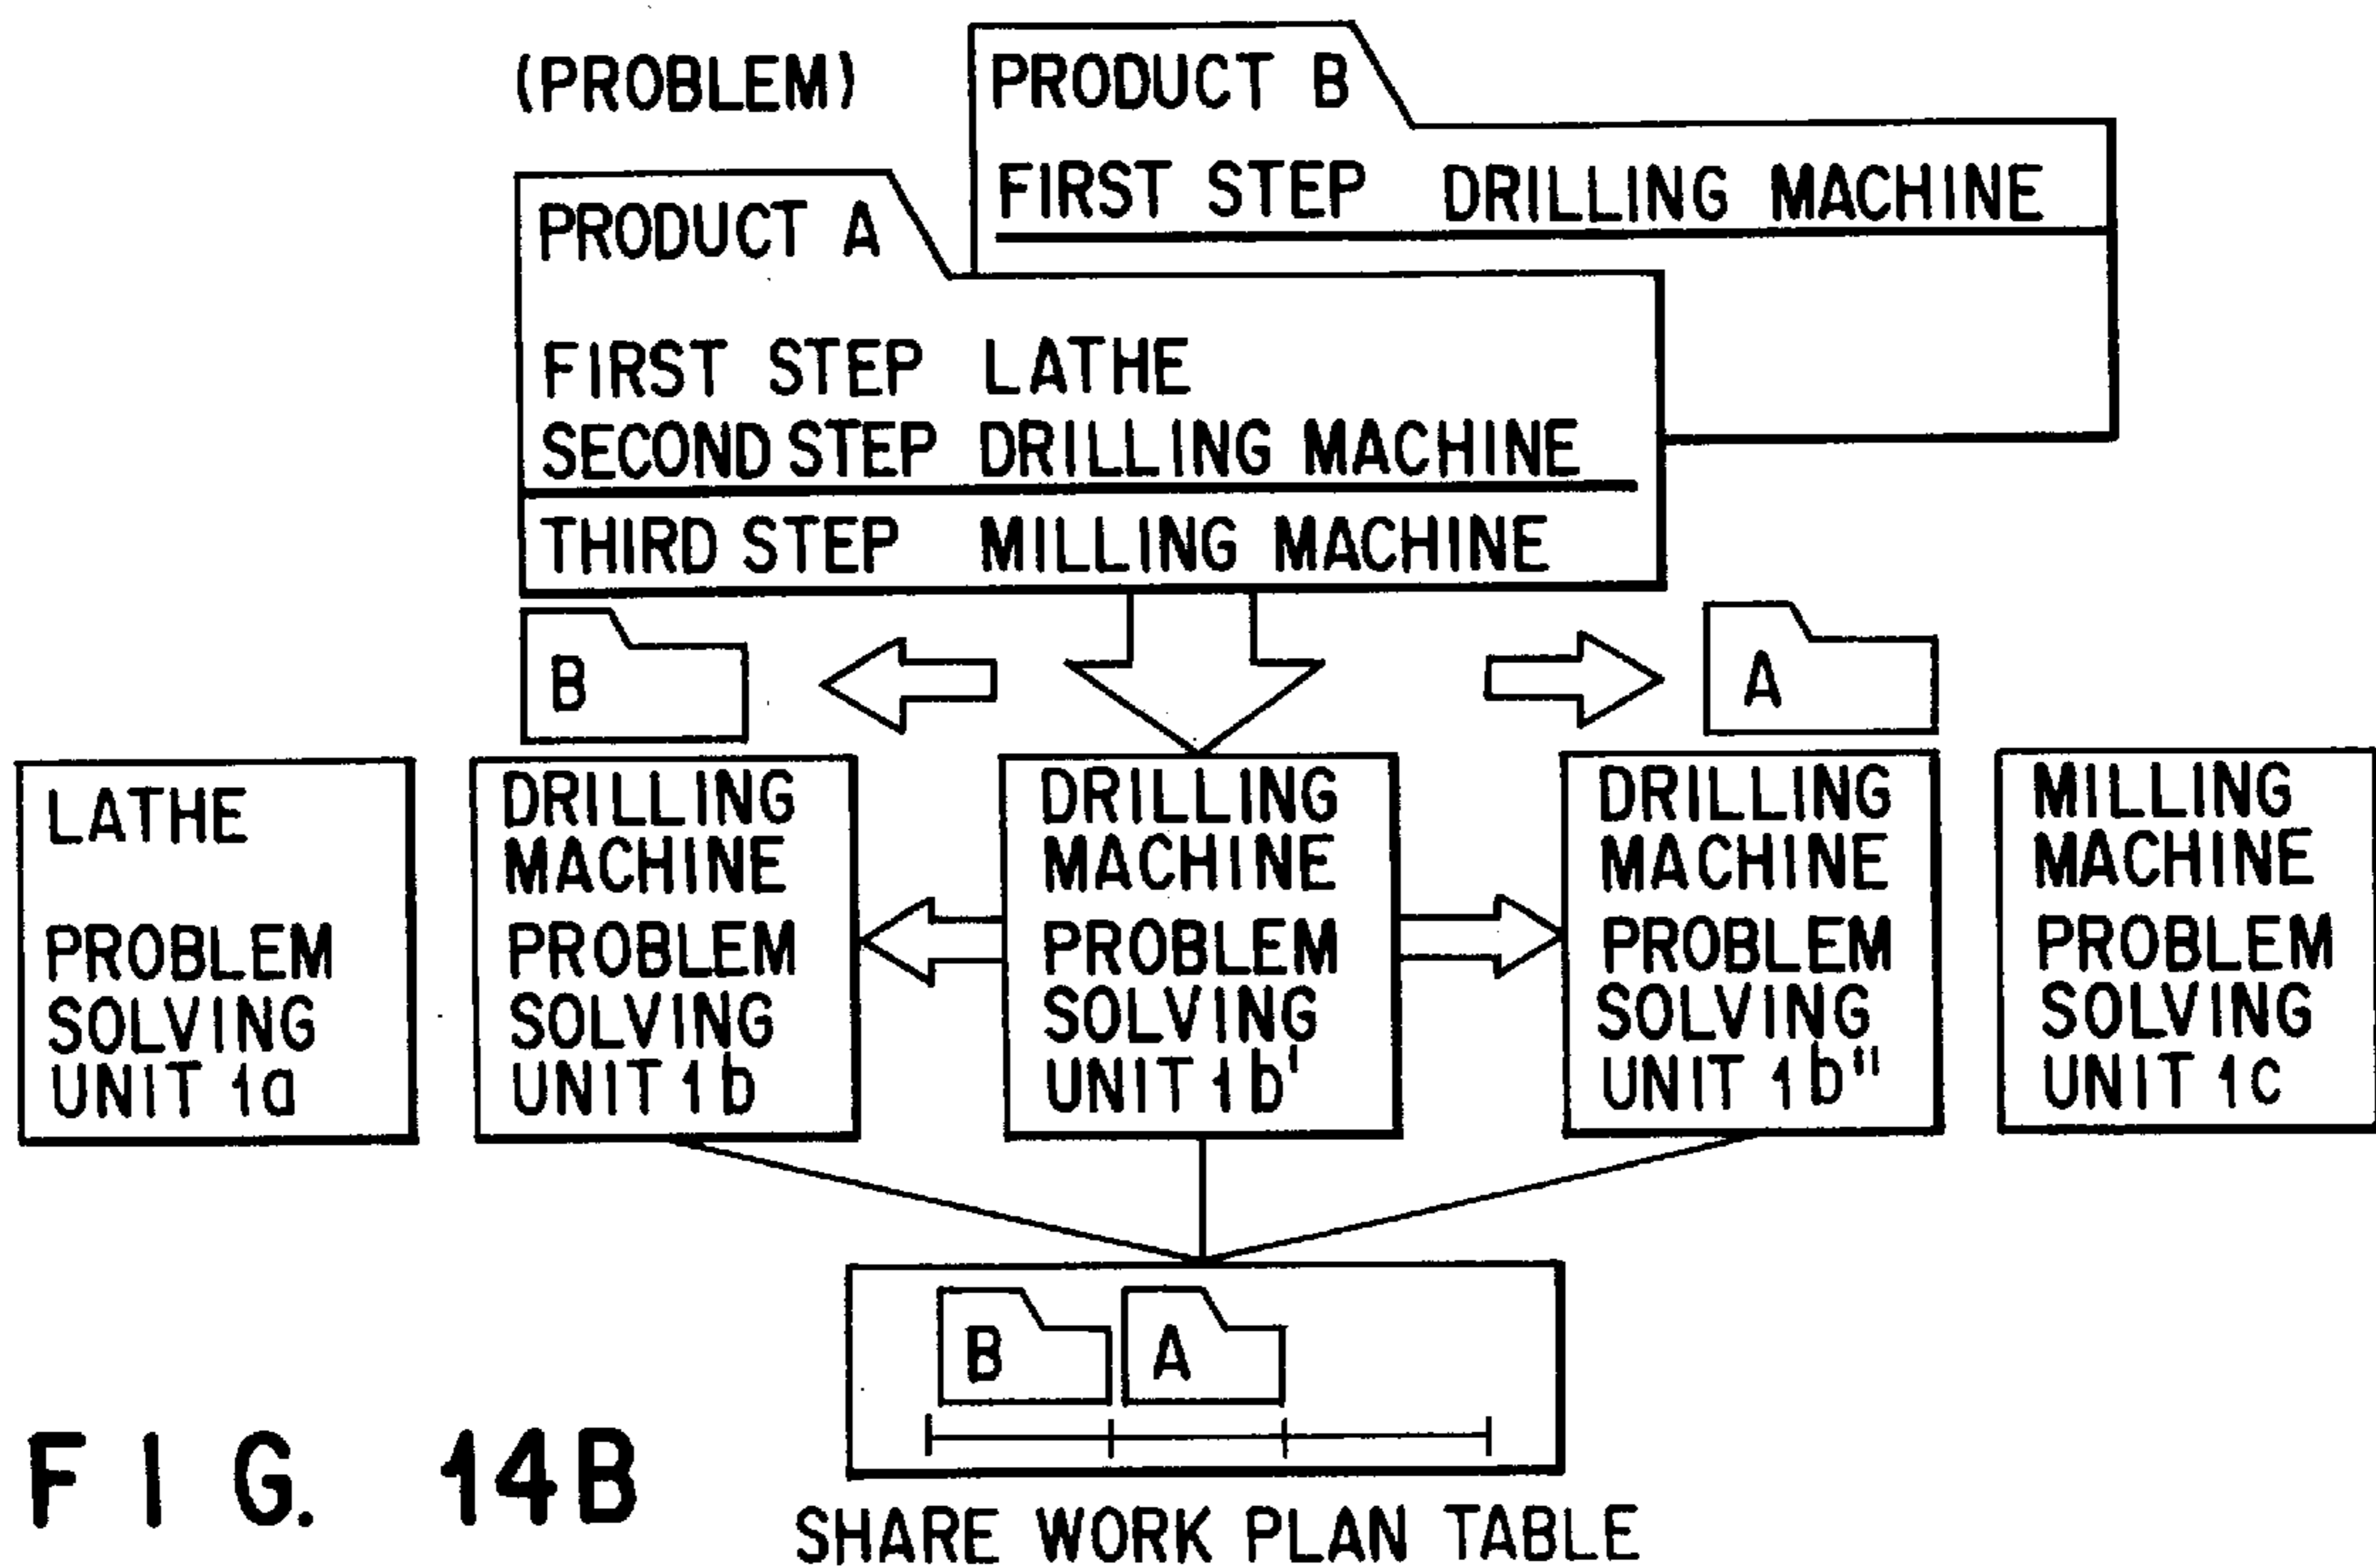 (PROBLEM)
PRODUCT B
FIRST STEP DRILLING MACHINE
PRODUCT A
FIRST STEP LATHE
SECOND STEP DRILLING MACHINE
THIRD STEP MILLING MACHINE
B
A
LATHE
PROBLEM
SOLVING
UNIT 1a
DRILLING
MACHINE
PROBLEM
SOLVING
UNIT 1b
DRILLING
MACHINE
PROBLEM
SOLVING
UNIT 1b'
DRILLING
MACHINE
PROBLEM
SOLVING
UNIT 1b"
MILLING
MACHINE
PROBLEM
SOLVING
UNIT 1c
B
A
SHARE WORK PLAN TABLE
FIG. 14B